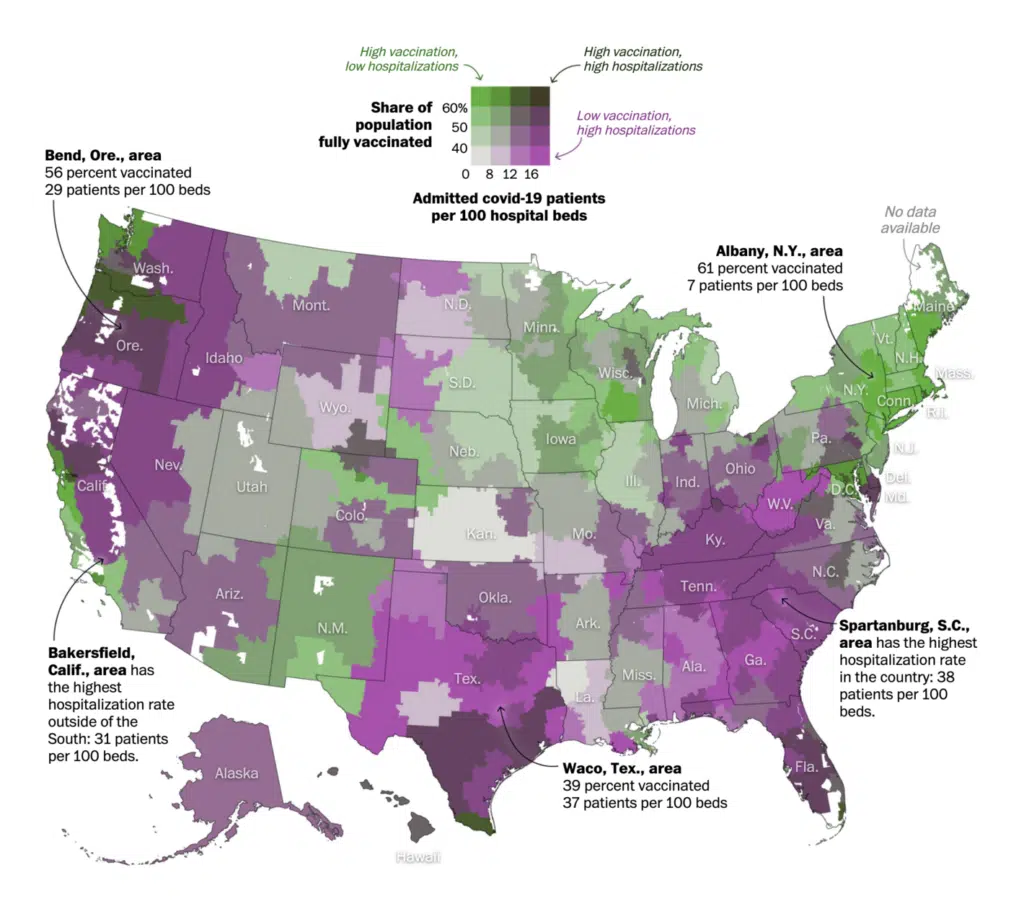 High vaccination,
low hospitalizations
High vaccination,
high hospitalizations
Share of
population
fully vaccinated
60%
50
40
Low vaccination,
high hospitalizations
0 8 12 16
Admitted covid-19 patients
per 100 hospital beds
Bend, Ore., area
56 percent vaccinated
29 patients per 100 beds
No data
available
Albany, N.Y., area
61 percent vaccinated
7 patients per 100 beds
Wash.
Mont.
N.D.
Minn.
Maine
Ore.
Idaho
Wyo.
S.D.
Wisc.
Mich.
Vt.
N.H.
Mass.
N.Y.
Conn.
R.I.
Nev.
Utah
Neb.
Iowa
Pa.
N.J.
Calif.
Colo.
Kan.
Ill.
Ind.
Ohio
W.V.
D.C.
Del.
Md.
Mo.
Ky.
Va.
Ariz.
N.M.
Okla.
Ark.
Tenn.
N.C.
S.C.
Spartanburg, S.C.,
area has the highest
hospitalization rate
in the country: 38
patients per 100
beds.
Bakersfield,
Calif., area has
the highest
hospitalization rate
outside of the
South: 31 patients
per 100 beds.
Tex.
La.
Miss.
Ala.
Ga.
Fla.
Waco, Tex., area
39 percent vaccinated
37 patients per 100 beds
Alaska
Hawaii